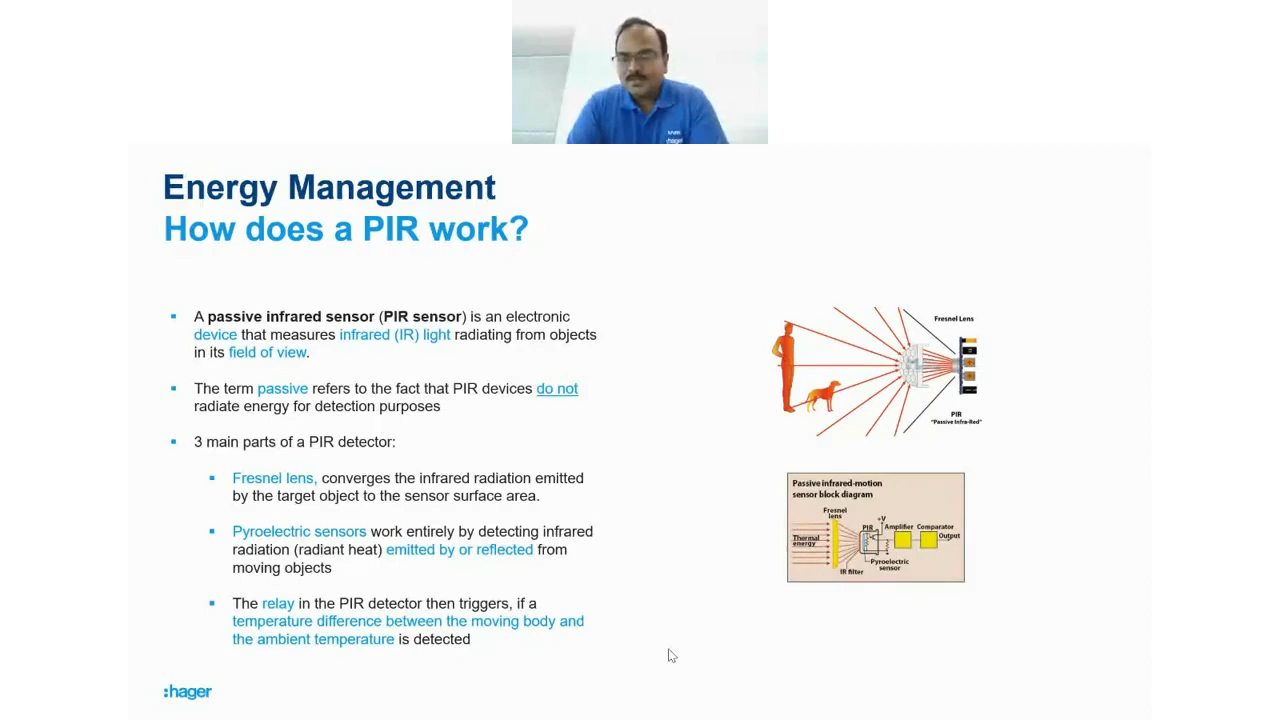 :hager
Energy Management
How does a PIR work?
▪ A passive infrared sensor (PIR sensor) is an electronic
device that measures infrared (IR) light radiating from objects
in its field of view.
▪ The term passive refers to the fact that PIR devices do not
radiate energy for detection purposes
▪ 3 main parts of a PIR detector:
▪ Fresnel lens, converges the infrared radiation emitted
by the target object to the sensor surface area.
▪ Pyroelectric sensors work entirely by detecting infrared
radiation (radiant heat) emitted by or reflected from
moving objects
▪ The relay in the PIR detector then triggers, if a
temperature difference between the moving body and
the ambient temperature is detected
Fresnel Lens
PIR
"Passive Infra-Red"
Passive infrared-motion
sensor block diagram
Fresnel
lens
+V
PIR
Amplifier
Comparator
Thermal
energy
Output
Pyroelectric
sensor
IR filter
:hager